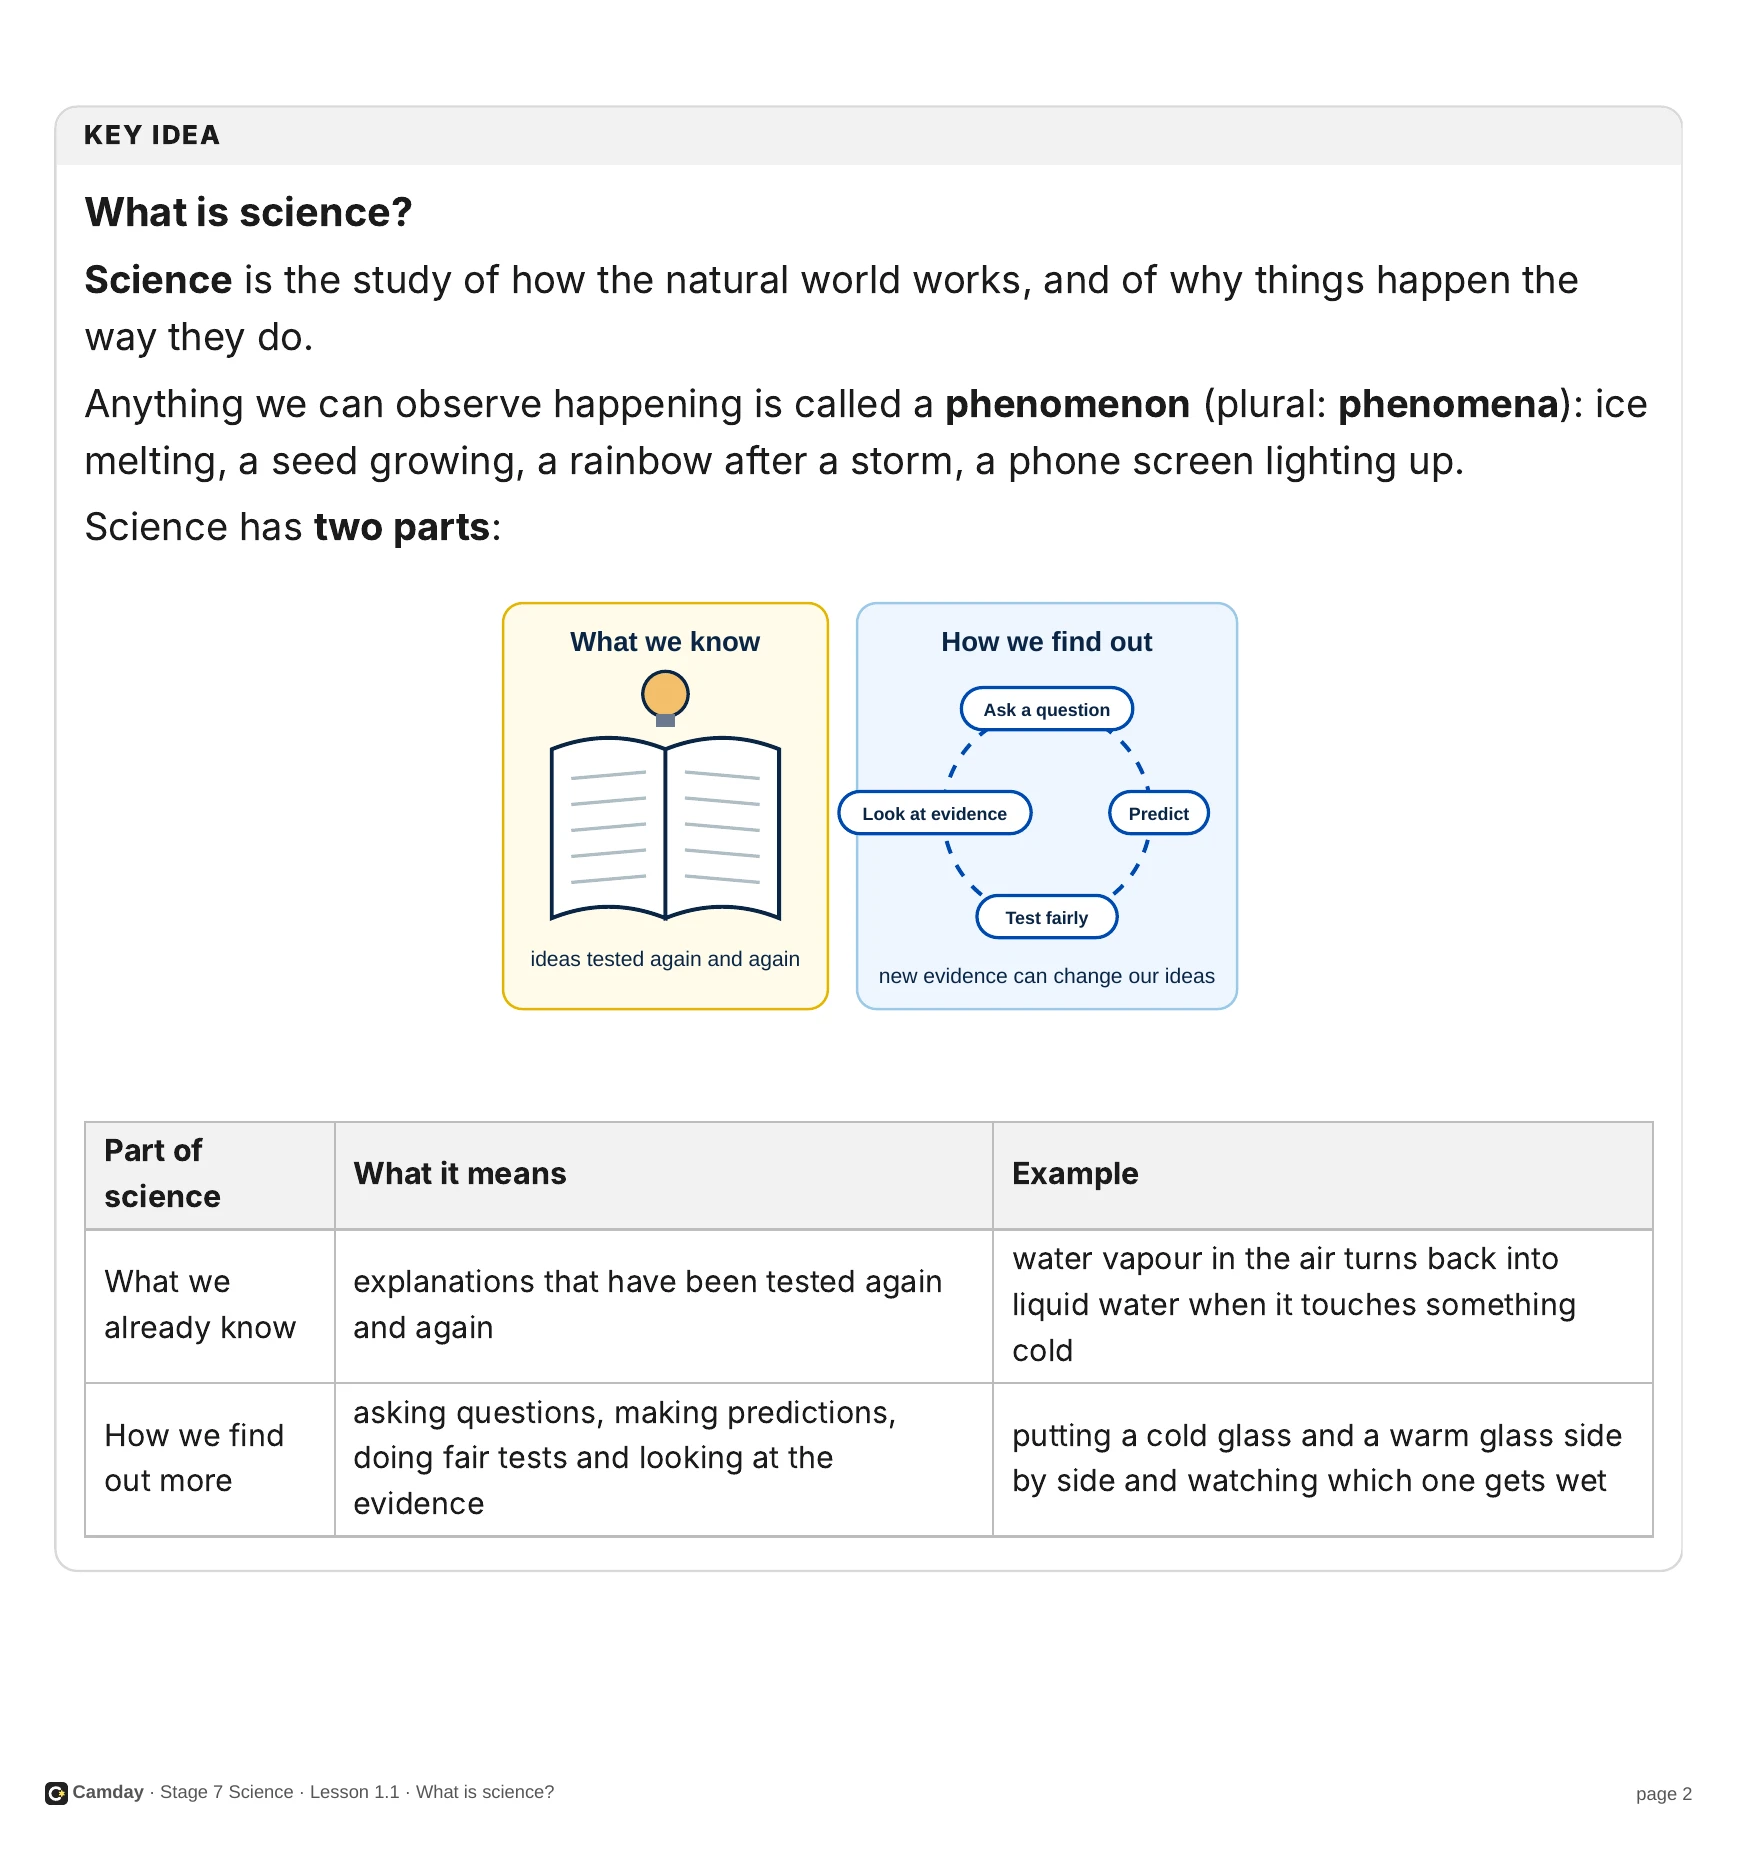 KEY IDEA
What is science?
Science is the study of how the natural world works, and of why things happen the
way they do.
Anything we can observe happening is called a phenomenon (plural: phenomena): ice
melting, a seed growing, a rainbow after a storm, a phone screen lighting up.
Science has two parts:
What we know
ideas tested again and again
How we find out
Ask a question
Look at evidence
Predict
Test fairly
new evidence can change our ideas
Part of
science
What it means
Example
What we
already know
explanations that have been tested again
and again
water vapour in the air turns back into
liquid water when it touches something
cold
How we find
out more
asking questions, making predictions,
doing fair tests and looking at the
evidence
putting a cold glass and a warm glass side
by side and watching which one gets wet
Camday · Stage 7 Science · Lesson 1.1 · What is science?
page 2